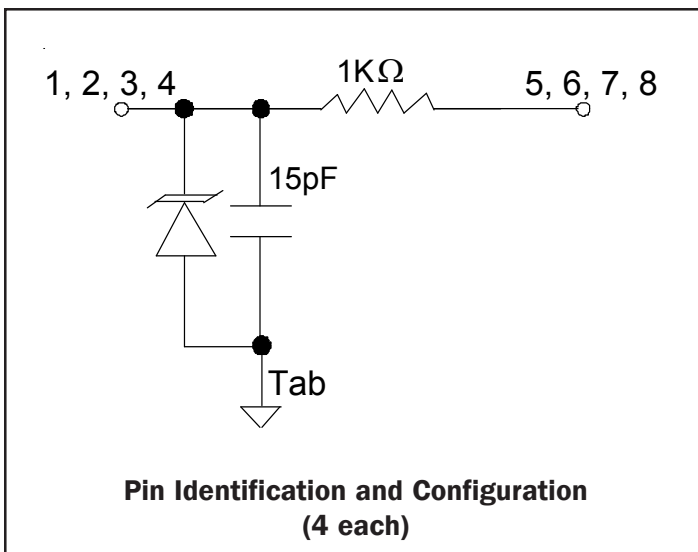 1KΩ
1, 2, 3, 4
5, 6, 7, 8
15pF
Tab
Pin Identification and Configuration
(4 each)